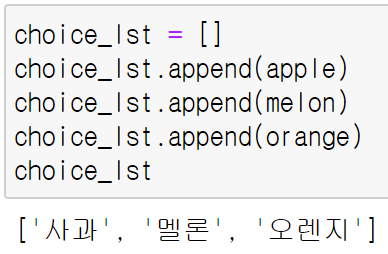 choice_lst = []
choice_lst.append(apple)
choice_lst.append(melon)
choice_lst.append(orange)
choice_lst
['사과', '멜론', '오렌지']